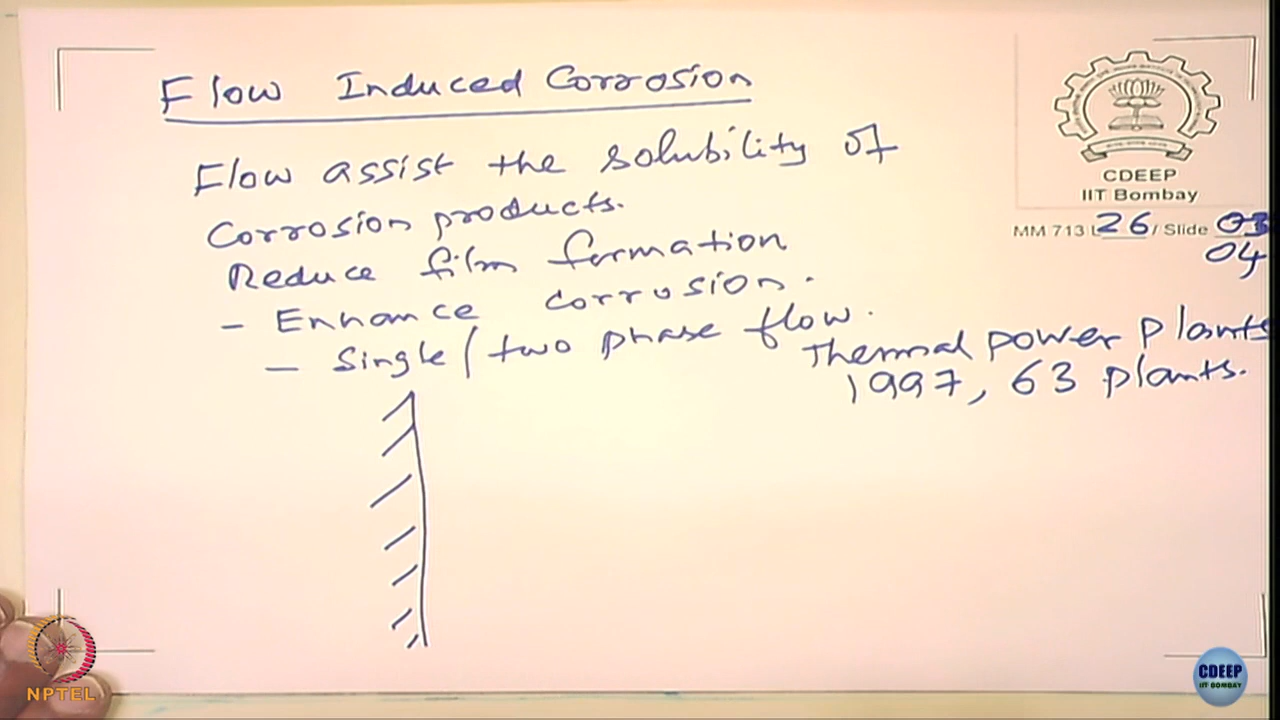 Flow Induced Corrosion
Flow assist the solubility of
Corrosion products.
Reduce film formation
- Enhance corrosion.
- Single/two phase flow.
Thermal power plants
1997, 63 plants.
CDEEP
IIT Bombay
MM 713 L 26 / Slide 03
04
NPTEL
CDEEP
IIT BOMBAY